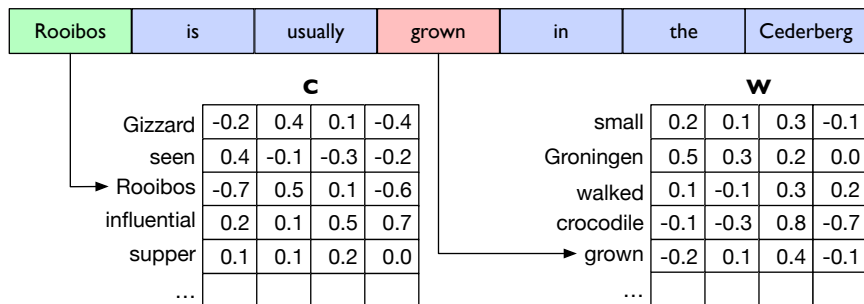 Rooibos is usually grown in the Cederberg
C W
Gizzard -0.2 0.4 0.1 -0.4 small 0.2 0.1 0.3 -0.1
seen 0.4 -0.1 -0.3 -0.2 Groningen 0.5 0.3 0.2 0.0
Rooibos -0.7 0.5 0.1 -0.6 walked 0.1 -0.1 0.3 0.2
influential 0.2 0.1 0.5 0.7 crocodile -0.1 -0.3 0.8 -0.7
supper 0.1 0.1 0.2 0.0 grown -0.2 0.1 0.4 -0.1
... ...